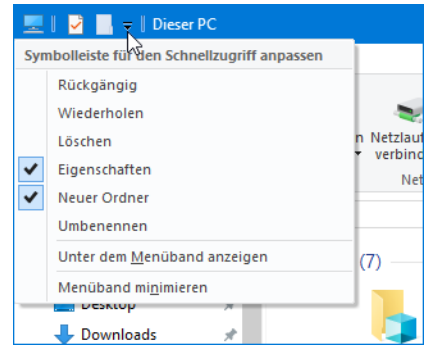 Dieser PC
Symbolleiste für den Schnellzugriff anpassen
Rückgängig
Wiederholen
Löschen
n Netzlauf
Eigenschaften
verbind
Net
Neuer Ordner
Umbenennen
Unter dem Menüband anzeigen
(7)
Menüband minimieren
Desktop
Downloads